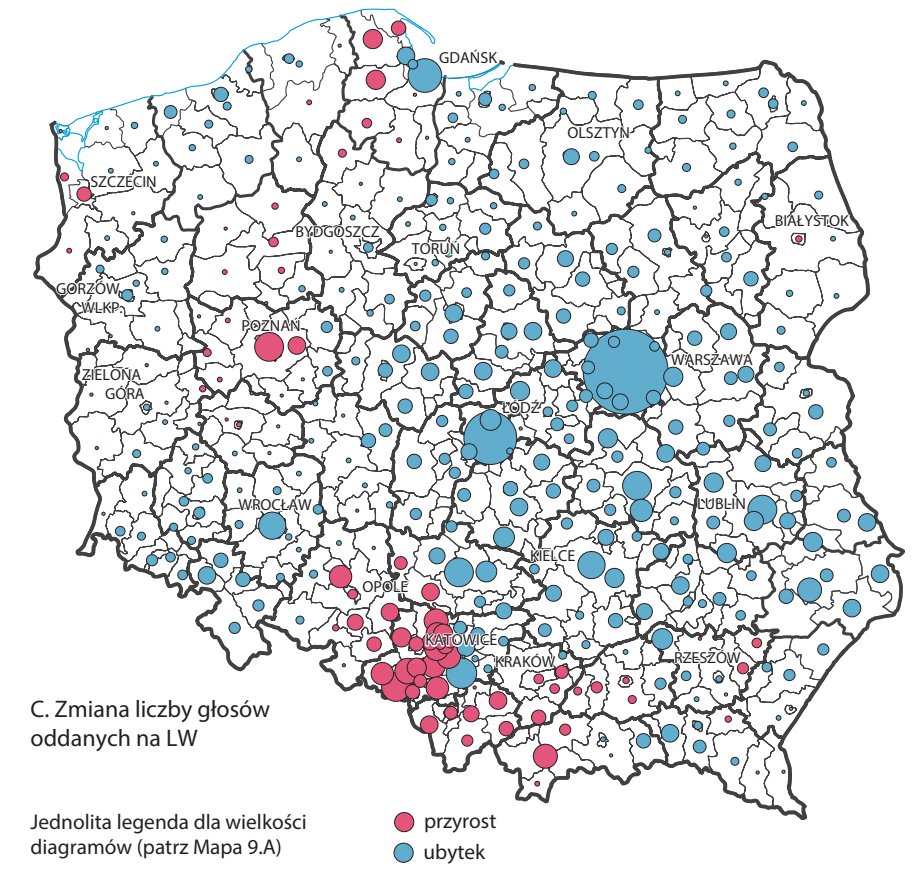 GDAŃSK
OLSZTYN
SZCZECIN
BIAŁYSTOK
BYDGOSZCZ
TORUŃ
GORZÓW
WLKP.
POZNAŃ
WARSZAWA
ZIELONA
GÓRA
ŁÓDŹ
WROCŁAW
LUBLIN
KIELCE
OPOLE
KATOWICE
KRAKÓW
RZESZÓW
C. Zmiana liczby głosów
oddanych na LW
Jednolita legenda dla wielkości
diagramów (patrz Mapa 9.A)
przyrost
ubytek